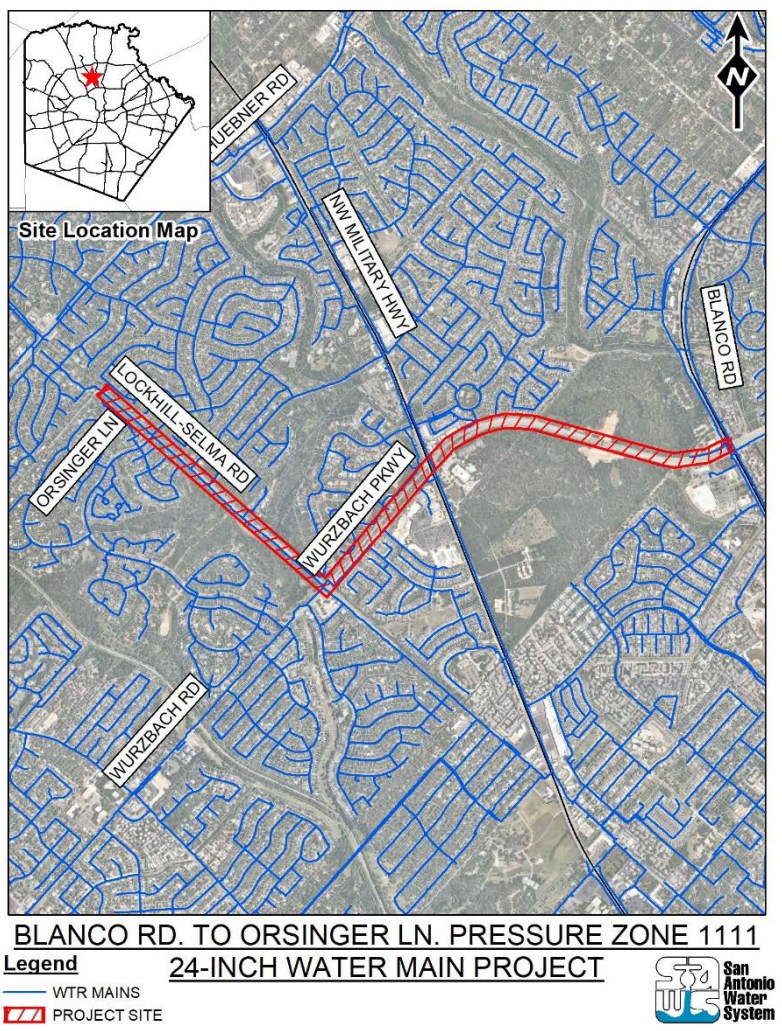 N
Site Location Map
HUEBNER RD
NW MILITARY HWY
BLANCO RD
LOCKHILL-SELMA RD
ORSINGER LN
WURZBACH PKWY
WURZBACH RD
BLANCO RD. TO ORSINGER LN. PRESSURE ZONE 1111
24-INCH WATER MAIN PROJECT
Legend
WTR MAINS
PROJECT SITE
SAWS
San
Antonio
Water
System